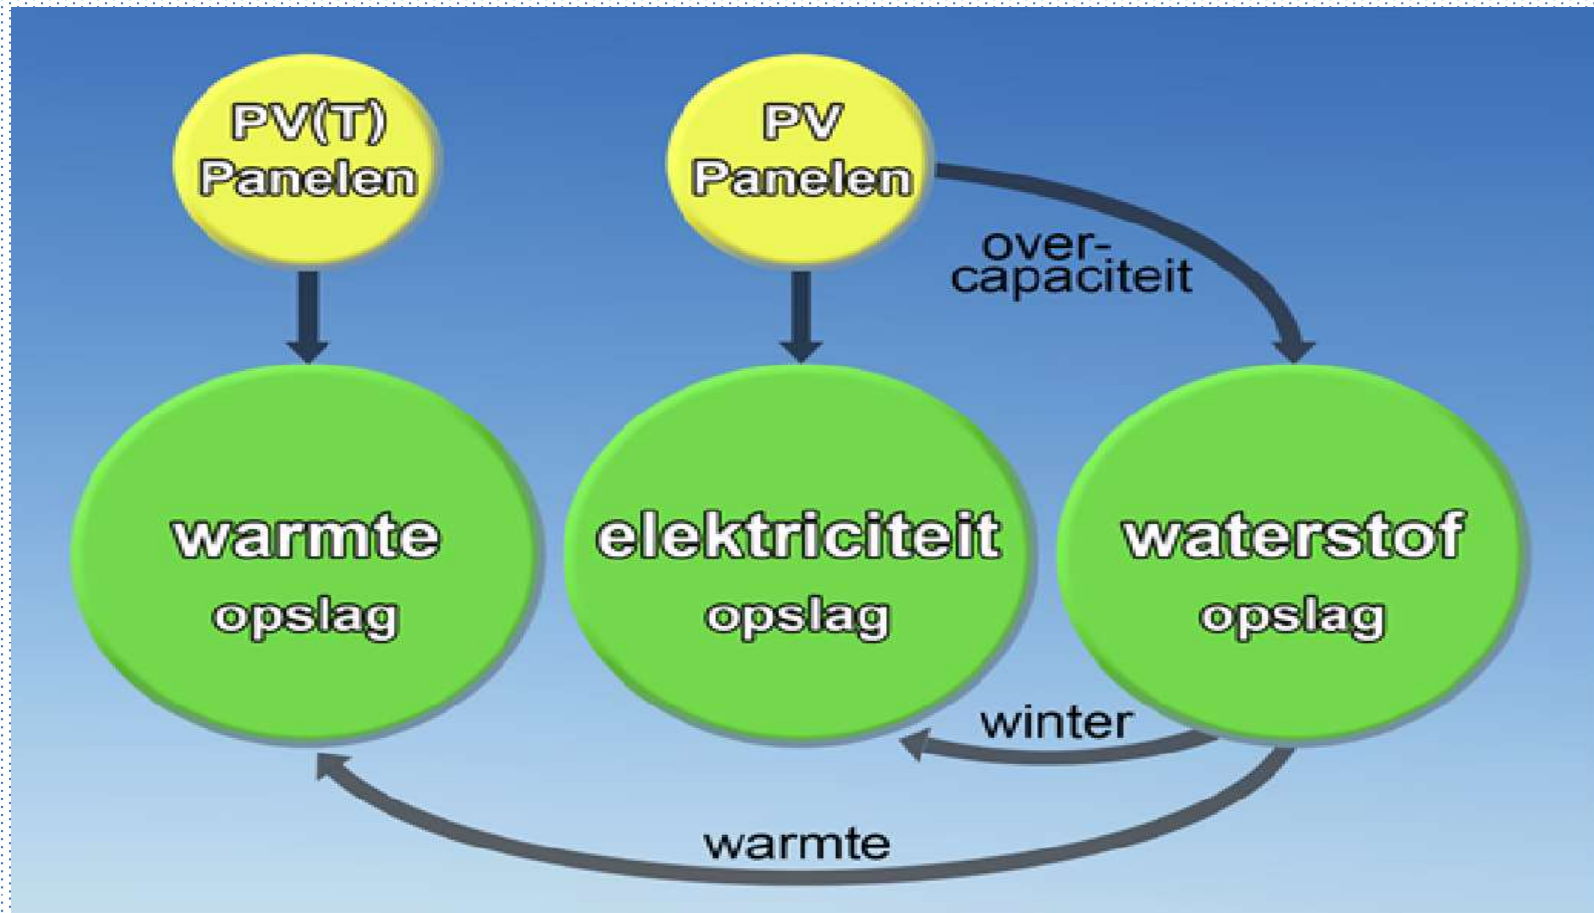 PV(T)
Panelen
PV
Panelen
over-
capaciteit
warmte
opslag
elektriciteit
opslag
waterstof
opslag
winter
warmte